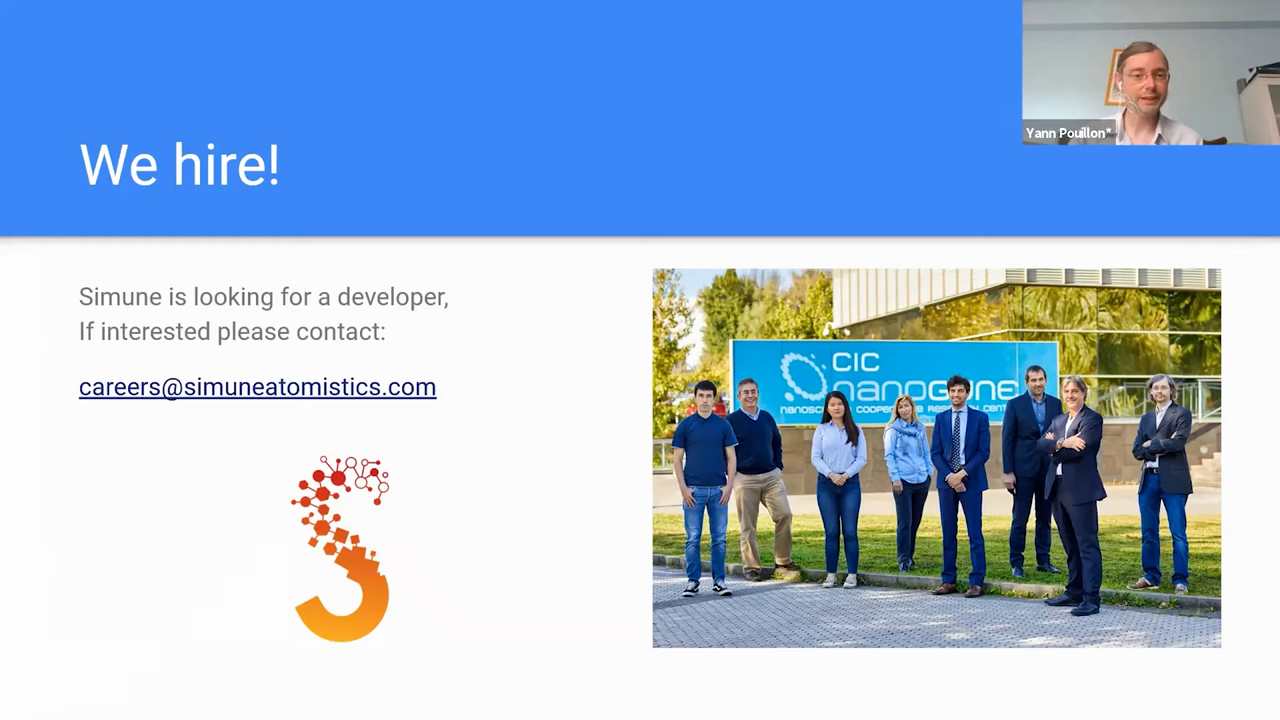 We hire!
Yann Pouillon*
Simune is looking for a developer,
If interested please contact:
careers@simuneatomistics.com
CIC
nanoGUNE